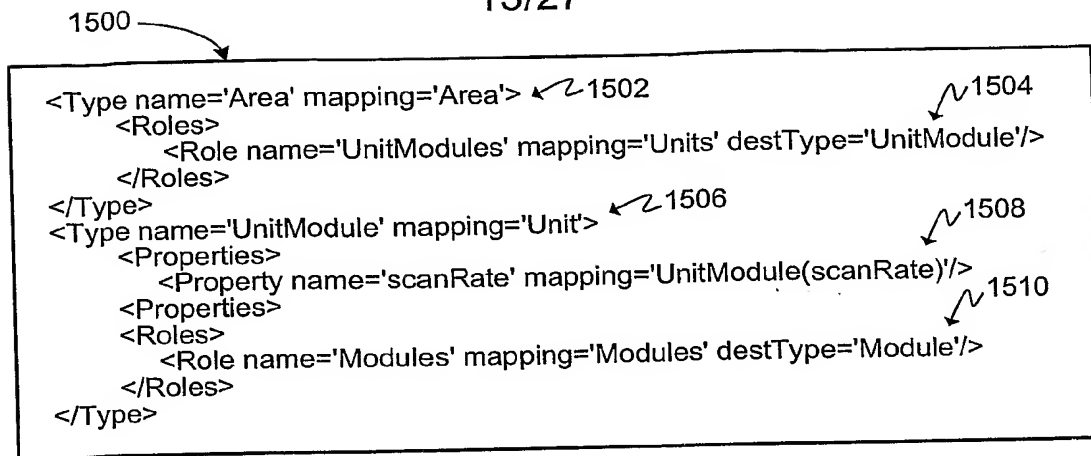 15/27
1500
<Type name='Area' mapping='Area'> 1502
<Roles> 1504
<Role name='UnitModules' mapping='Units' destType='UnitModule'/>
</Roles>
</Type>
<Type name='UnitModule' mapping='Unit'> 1506
<Properties> 1508
<Property name='scanRate' mapping='UnitModule(scanRate)'/>
<Properties> 1510
<Roles>
<Role name='Modules' mapping='Modules' destType='Module'/>
</Roles>
</Type>